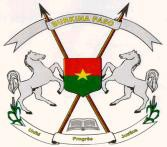 BURKINA FASO
Unité Progrès Justice